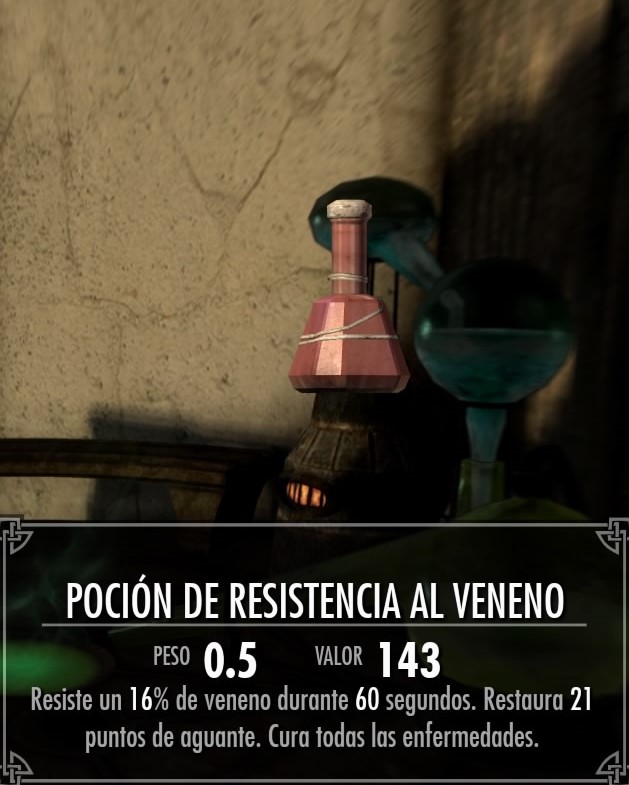 POCIÓN DE RESISTENCIA AL VENENO
PESO 0.5 VALOR 143
Resiste un 16% de veneno durante 60 segundos. Restaura 21
puntos de aguante. Cura todas las enfermedades.